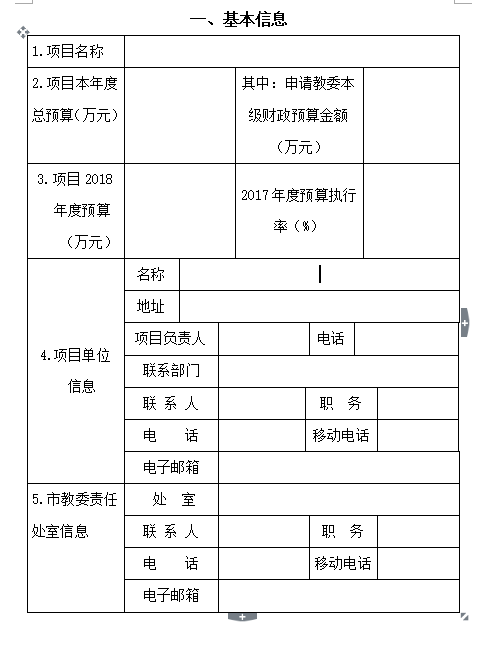 一、基本信息
1.项目名称
2.项目本年度
总预算（万元）
其中：申请教委本
级财政预算金额
（万元）
3.项目 2018
年度预算
（万元）
2017 年度预算执行
率（%）
4.项目单位
信息
名称
地址
项目负责人
电话
联系部门
联 系 人
职 务
电 话
移动电话
电子邮箱
5.市教委责任
处室信息
处 室
联 系 人
职 务
电 话
移动电话
电子邮箱